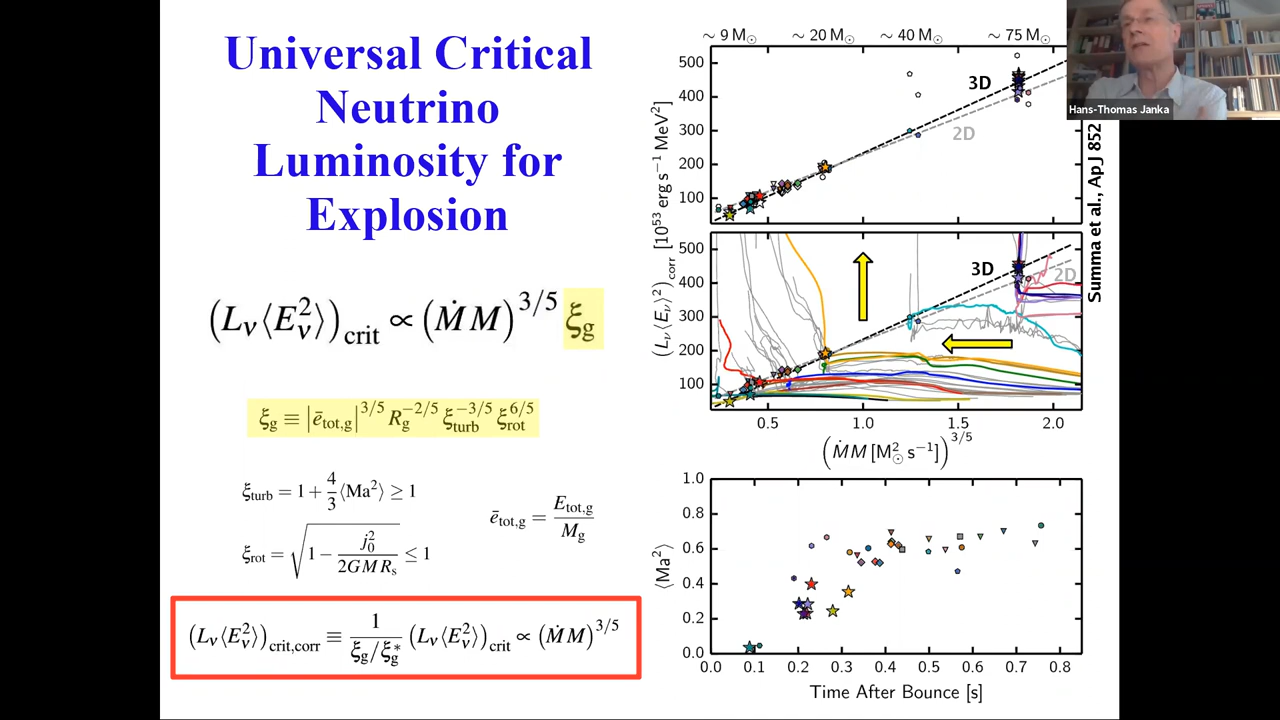 Universal Critical
Neutrino
Luminosity for
Explosion
(L_ν⟨E_ν^2⟩)_crit ∝ (ṀM)^{3/5} ξ_g
ξ_g ≡ |ē_tot,g|^{3/5} R_g^{-2/5} ξ_turb^{-3/5} ξ_rot^{6/5}
ξ_turb = 1 + 4/3 ⟨Ma^2⟩ ≥ 1
ξ_rot = √(1 − j_0^2/(2GMR_s)) ≤ 1
ē_tot,g = E_tot,g/M_g
(L_ν⟨E_ν^2⟩)_crit,corr ≡ 1/(ξ_g/ξ_g^*) (L_ν⟨E_ν^2⟩)_crit ∝ (ṀM)^{3/5}
~ 9 M⊙ ~ 20 M⊙ ~ 40 M⊙ ~ 75 M⊙
500
400
300
200
100
3D
2D
500
400
300
200
100
3D
2D
(L_ν⟨E_ν⟩^2)_corr [10^53 erg s^−1 MeV^2]
0.5 1.0 1.5 2.0
(ṀM [M⊙^2 s^−1])^{3/5}
1.0
0.8
0.6
0.4
0.2
0.0
⟨Ma^2⟩
0.0 0.1 0.2 0.3 0.4 0.5 0.6 0.7 0.8
Time After Bounce [s]
Summa et al., ApJ 852
Hans-Thomas Janka